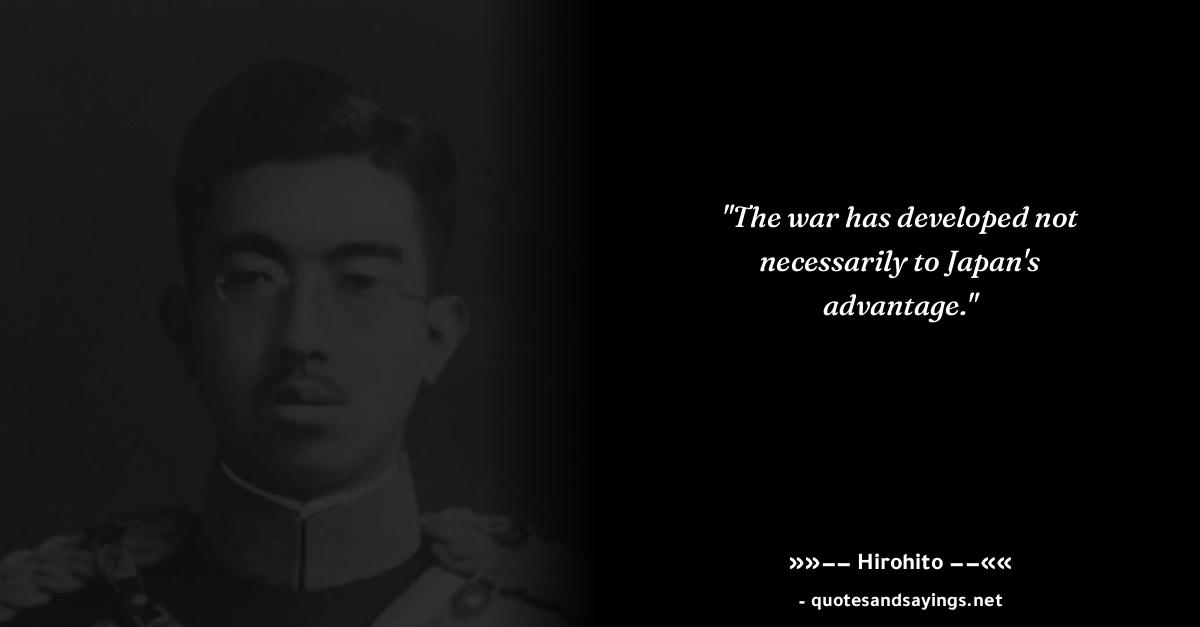 "The war has developed not
necessarily to Japan's
advantage."
»»−− Hirohito −−««
- quotesandsayings.net